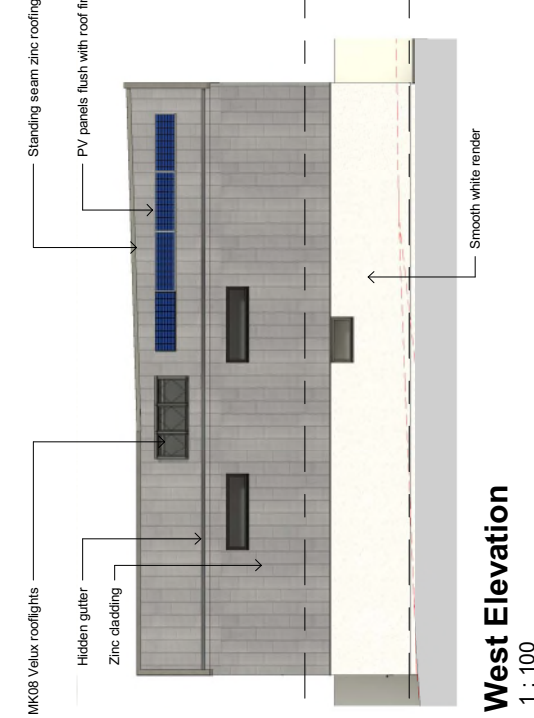 MK08 Velux rooflights
Standing seam zinc roofing
PV panels flush with roof
Hidden gutter
Zinc cladding
Smooth white render
West Elevation
1 : 100